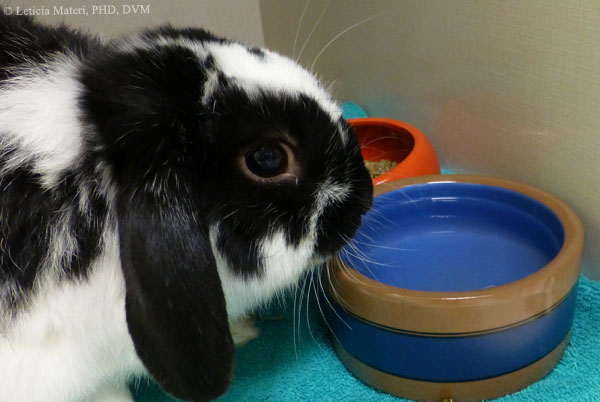 © Leticia Materi, PHD, DVM